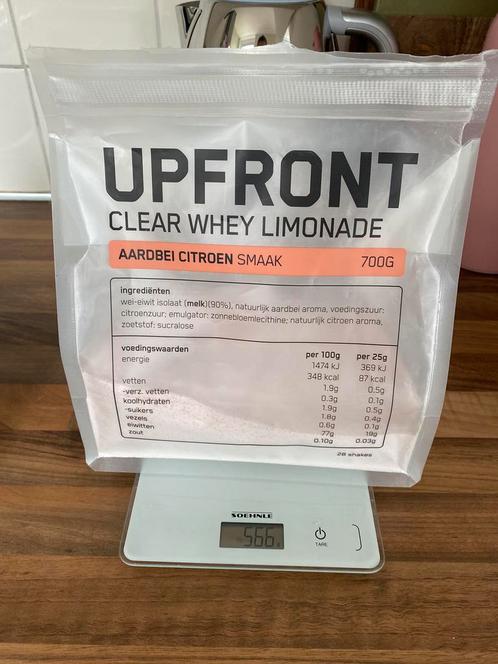 UPFRONT
CLEAR WHEY LIMONADE
AARDBEI CITROEN SMAAK 700G
ingrediënten
wei-eiwit isolaat (melk)(90%), natuurlijk aardbei aroma, voedingszuur:
citroenzuur; emulgator: zonnebloemlecithine; natuurlijk citroen aroma,
zoetstof: sucralose
voedingswaarden per 100g per 25g
energie 1474 kJ 369 kJ
348 kcal 87 kcal
vetten 1.9g 0.5g
-verz. vetten 0.3g 0.1g
koolhydraten 1.9g 0.5g
-suikers 1.8g 0.4g
vezels 0.6g 0.1g
eiwitten 77g 19g
zout 0.10g 0.03g
28 shakes
SOEHNLE
566
TARE